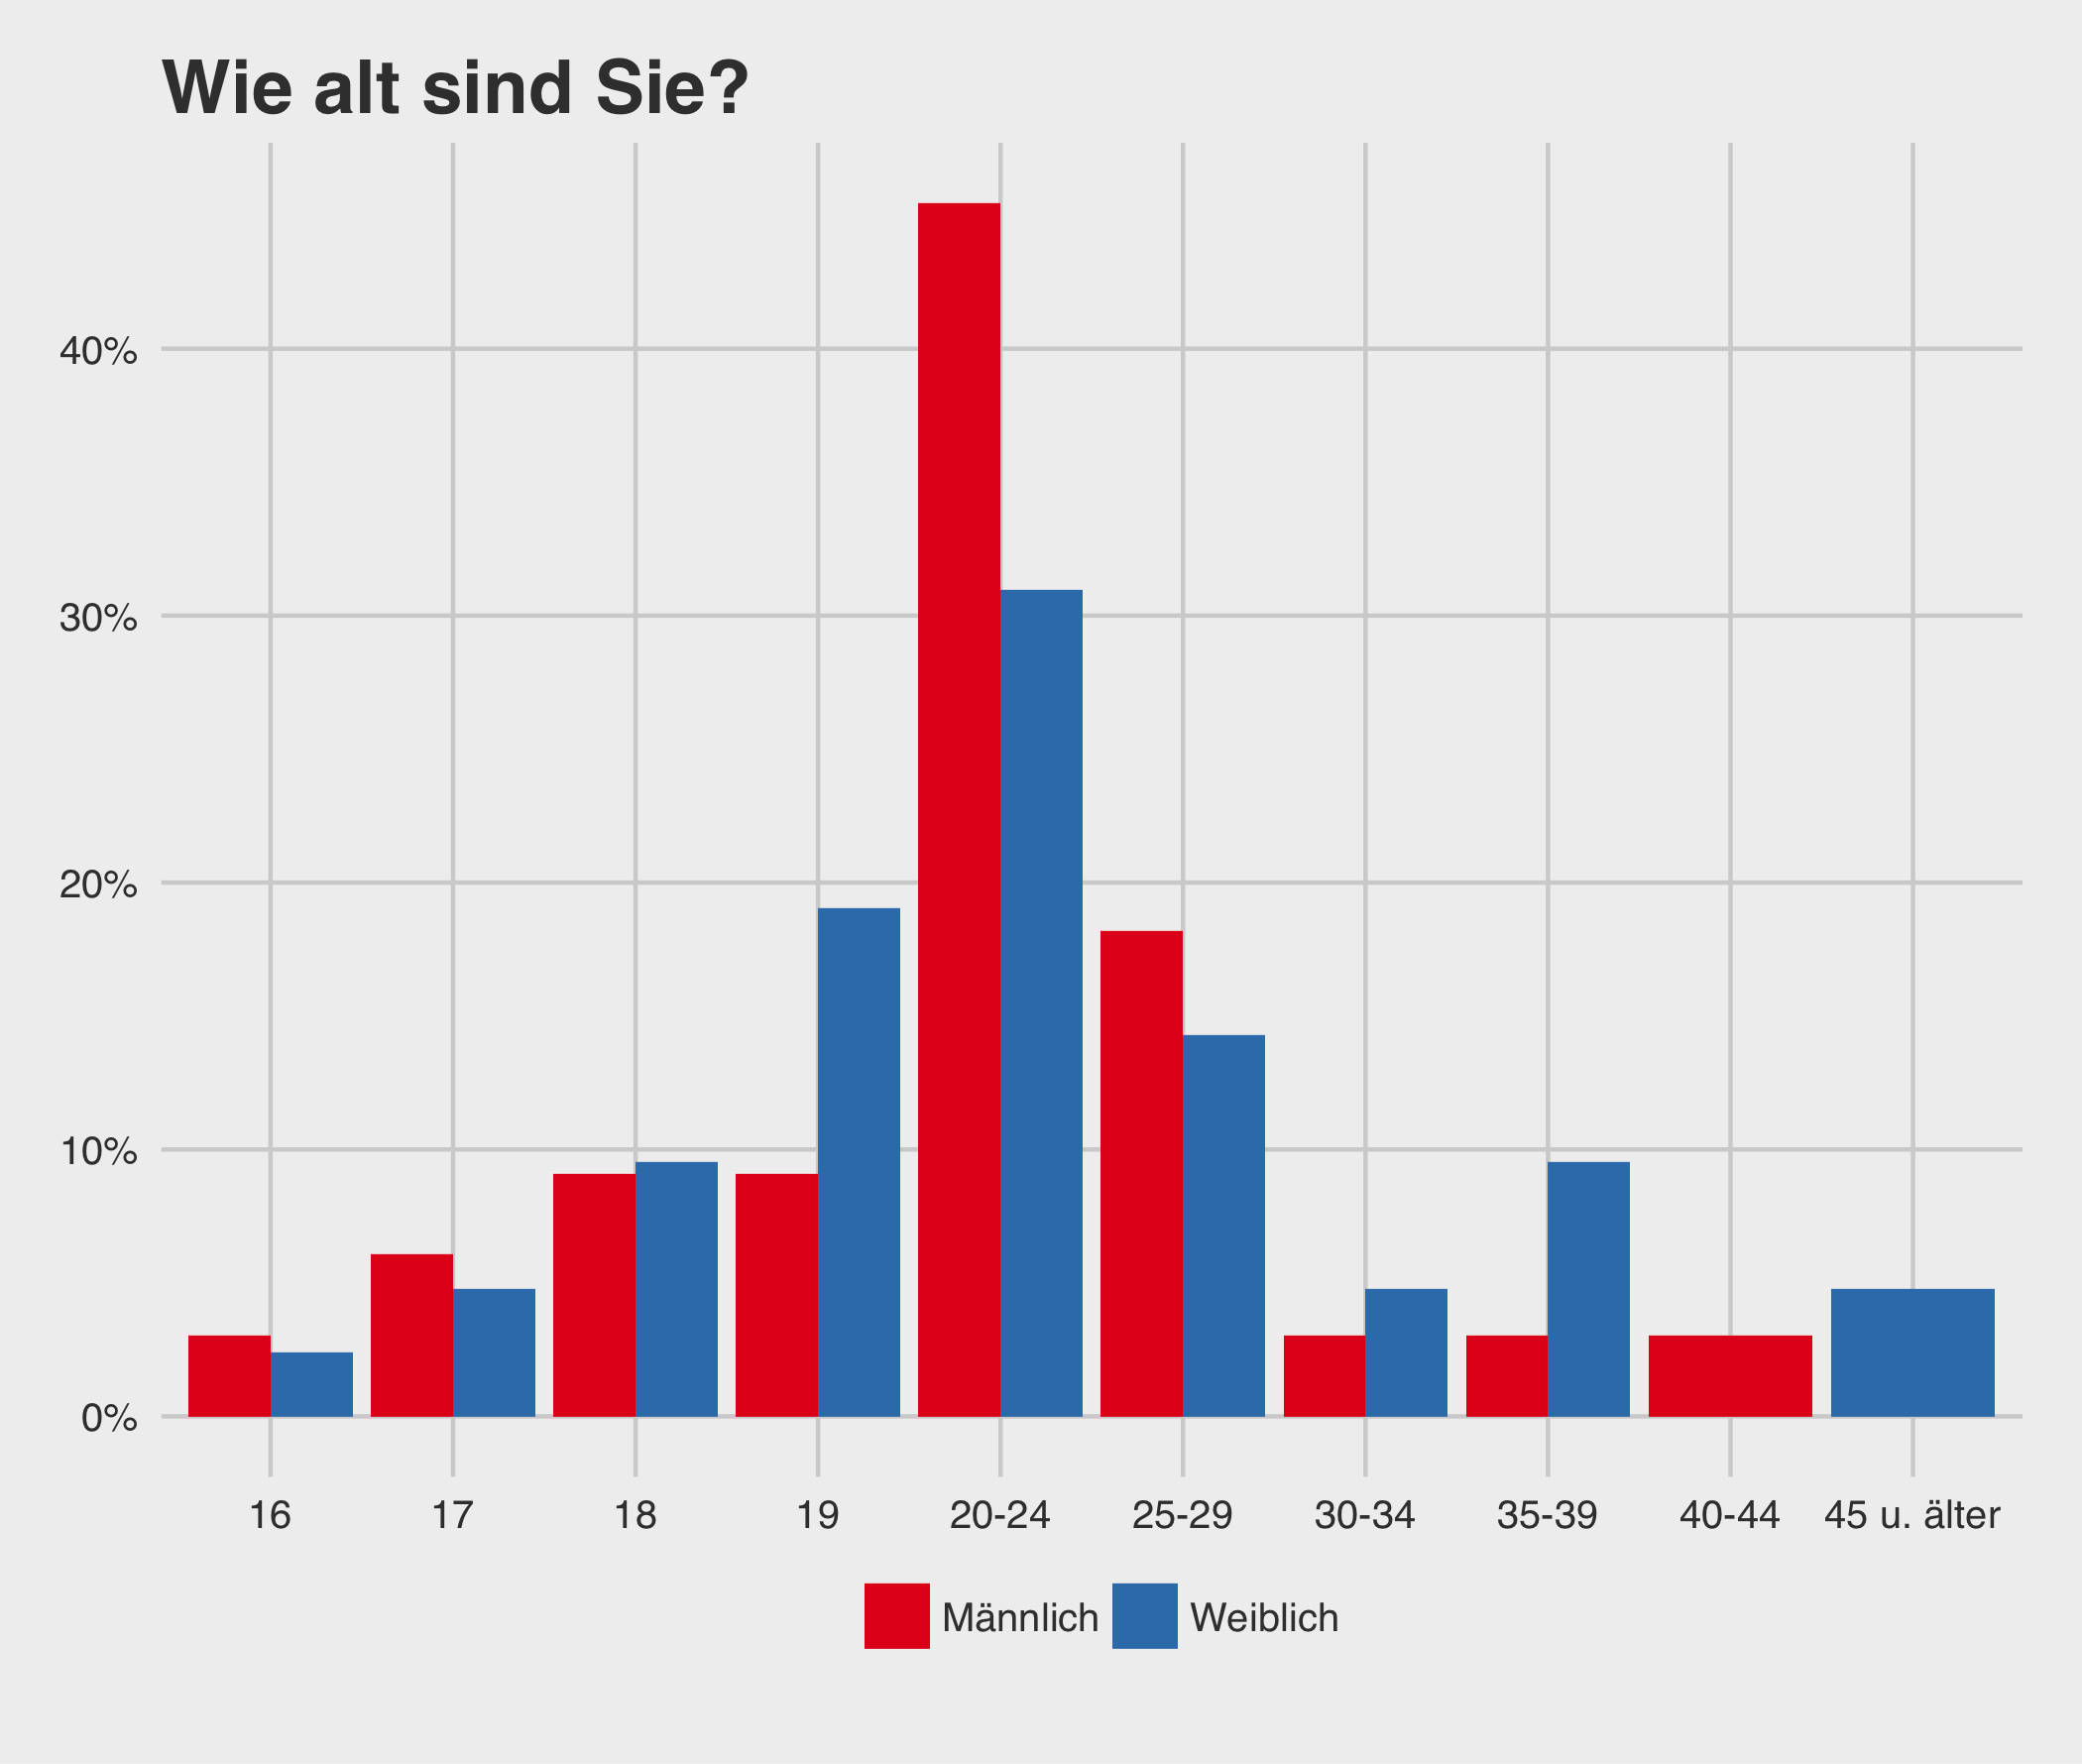 Wie alt sind Sie?
40%
30%
20%
10%
0%
16 17 18 19 20-24 25-29 30-34 35-39 40-44 45 u. älter
Männlich Weiblich